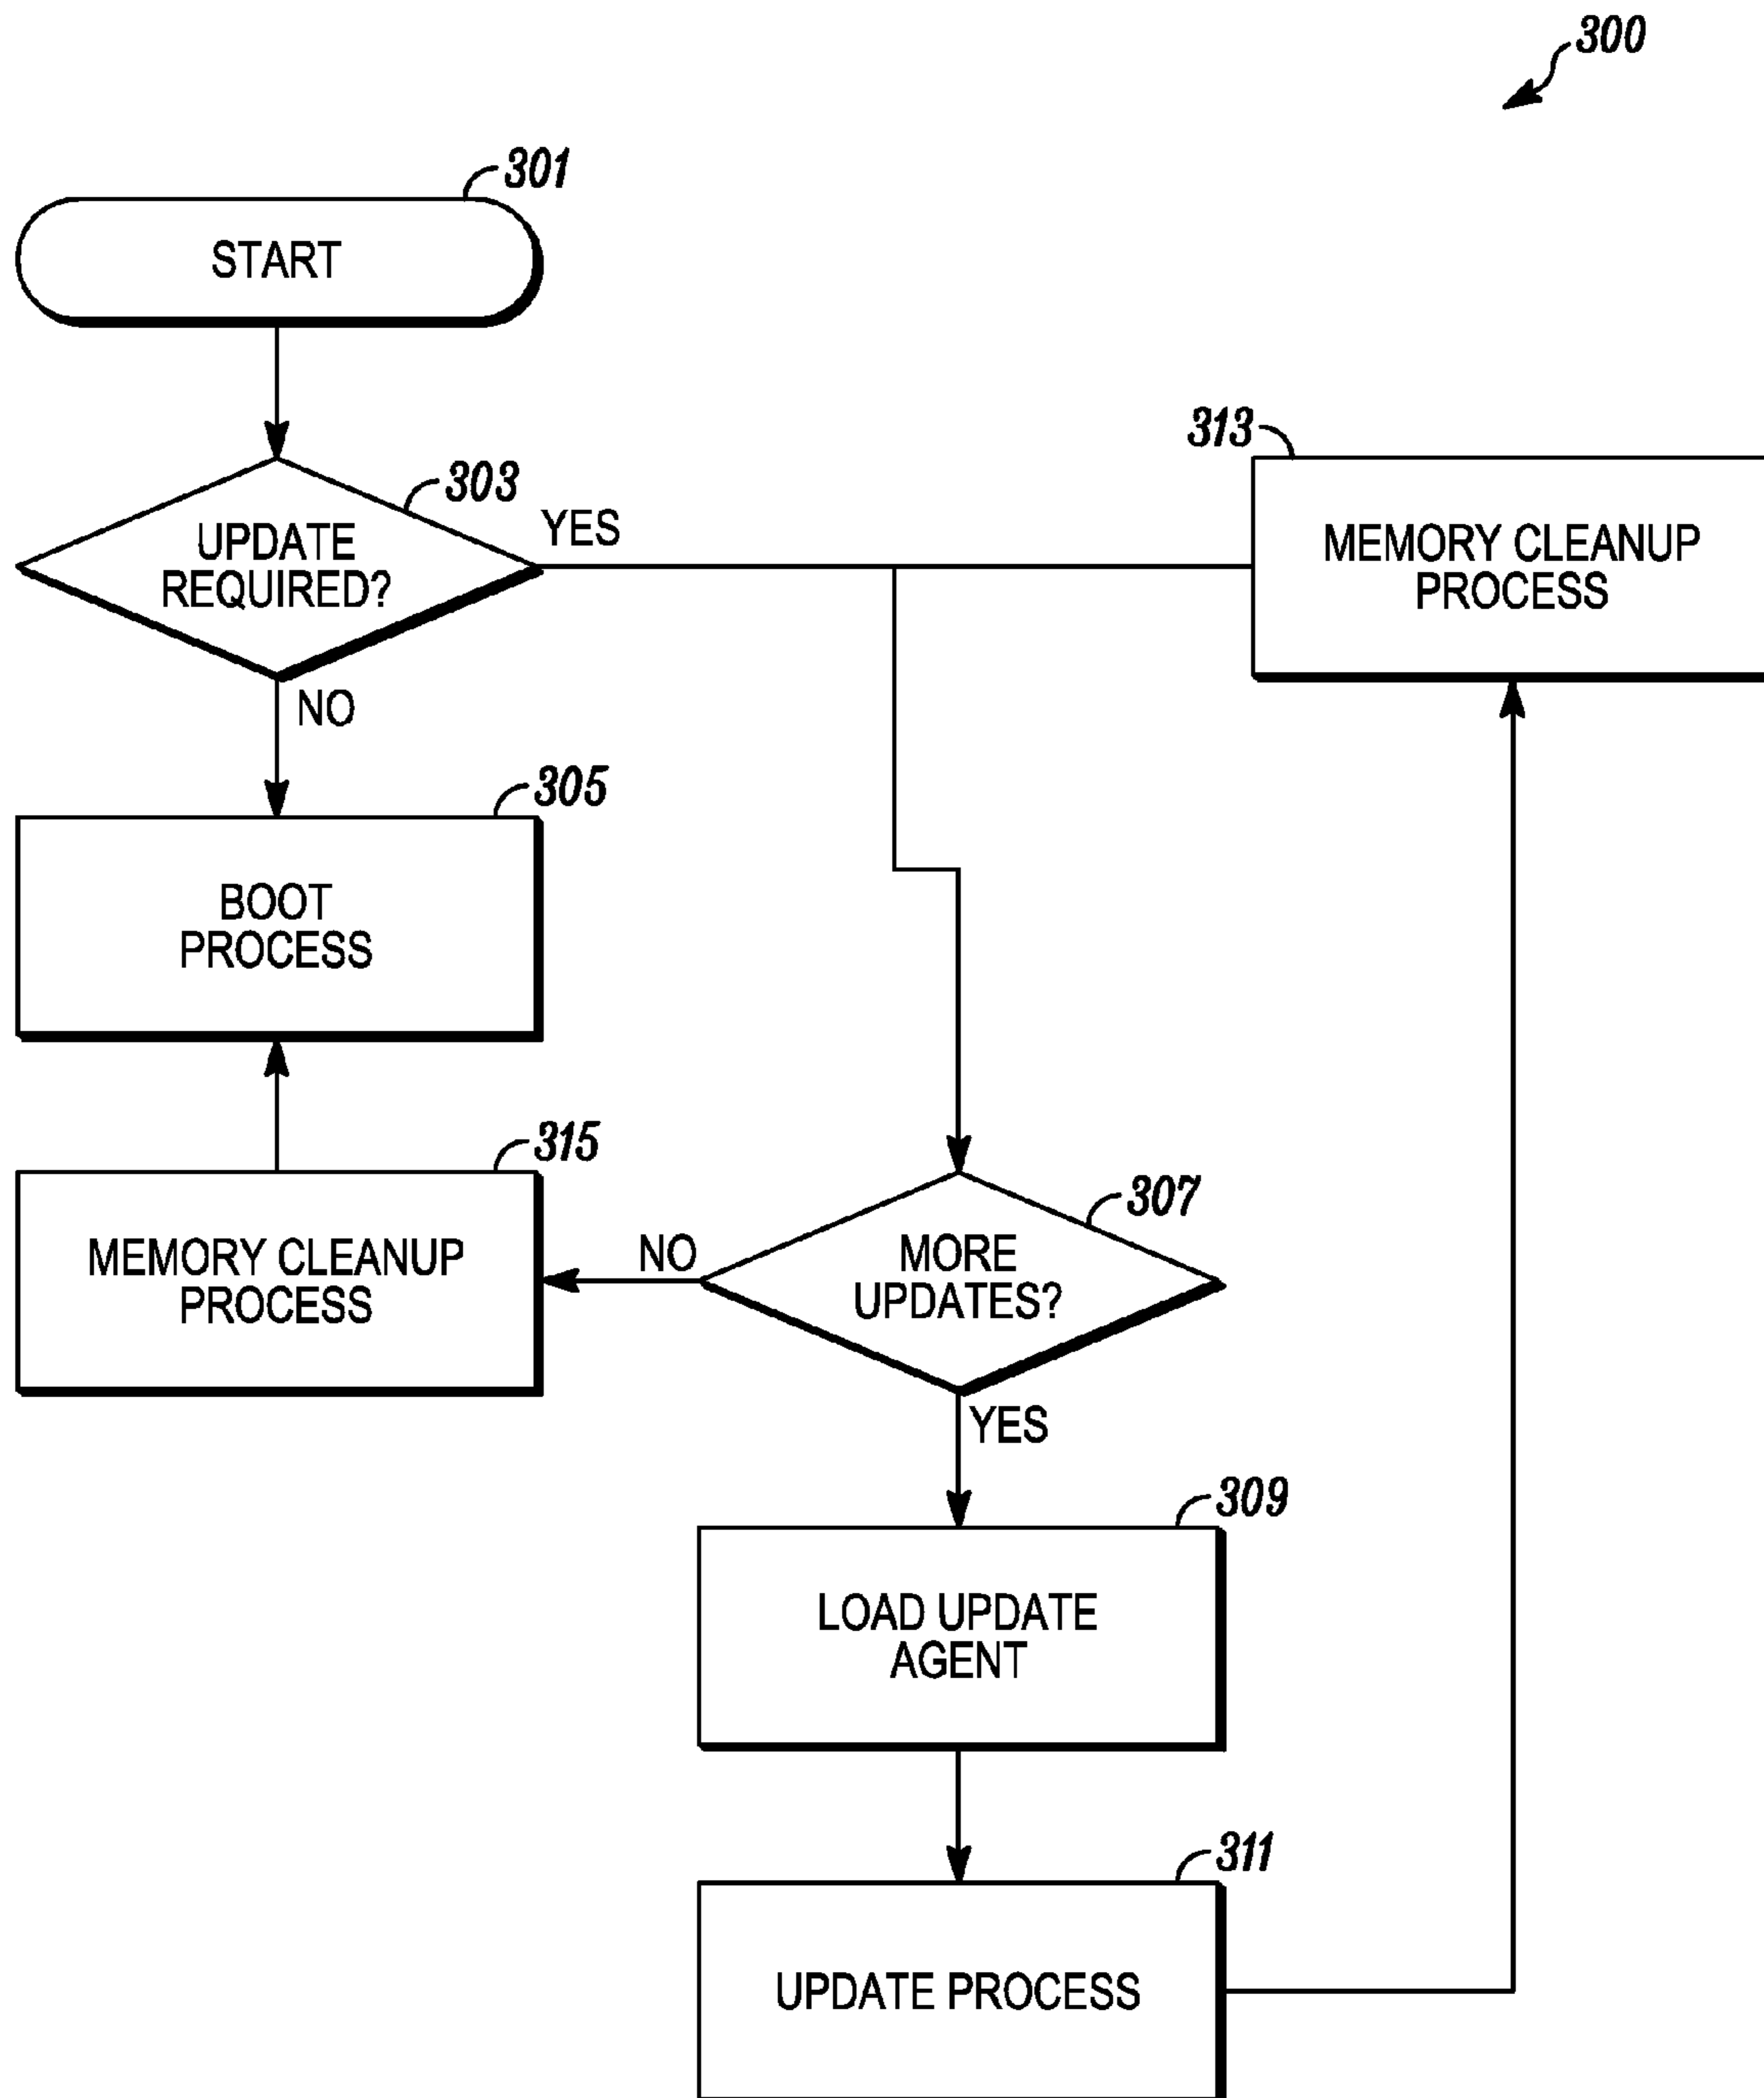 300
301
START
303
UPDATE
REQUIRED?
YES
NO
313
MEMORY CLEANUP
PROCESS
305
BOOT
PROCESS
315
MEMORY CLEANUP
PROCESS
307
MORE
UPDATES?
NO
YES
309
LOAD UPDATE
AGENT
311
UPDATE PROCESS